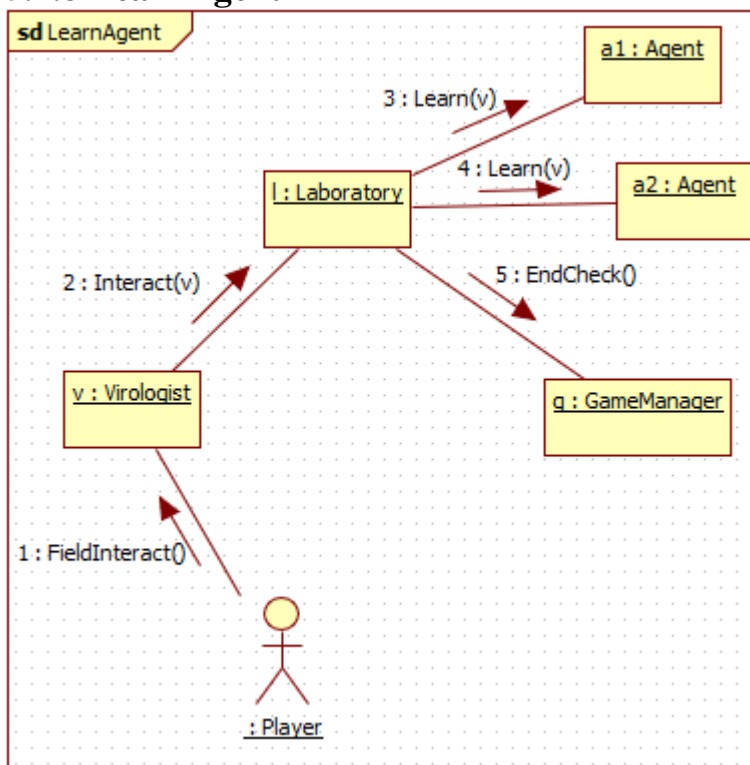 sd LearnAgent
a1 : Agent
3 : Learn(v)
4 : Learn(v)
l : Laboratory
a2 : Agent
2 : Interact(v)
5 : EndCheck()
v : Virologist
g : GameManager
1 : FieldInteract()
: Player